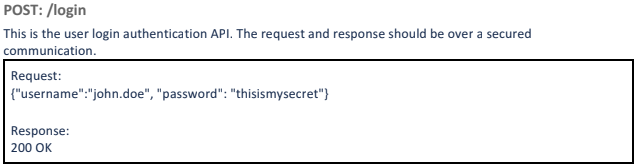 POST: /login
This is the user login authentication API. The request and response should be over a secured
communication.
Request:
{"username":"john.doe", "password": "thisismysecret"}
Response:
200 OK